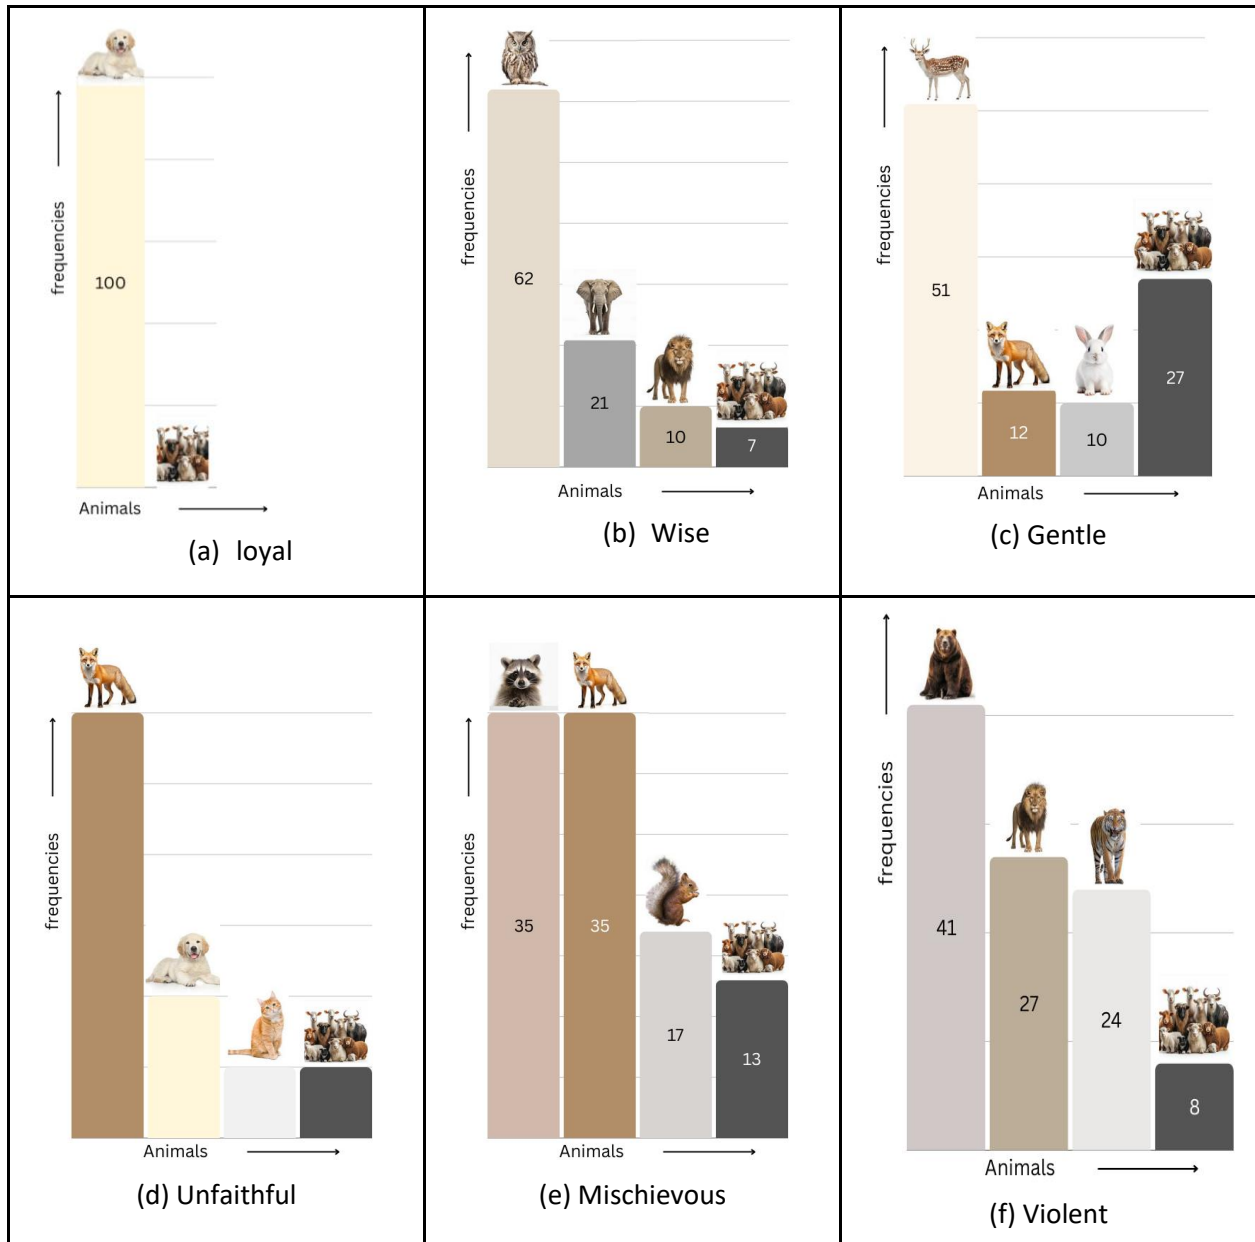 frequencies
100
Animals
(a) loyal
frequencies
62
21
10
7
Animals
(b) Wise
frequencies
51
12
10
27
Animals
(c) Gentle
frequencies
Animals
(d) Unfaithful
frequencies
35
35
17
13
Animals
(e) Mischievous
frequencies
41
27
24
8
Animals
(f) Violent